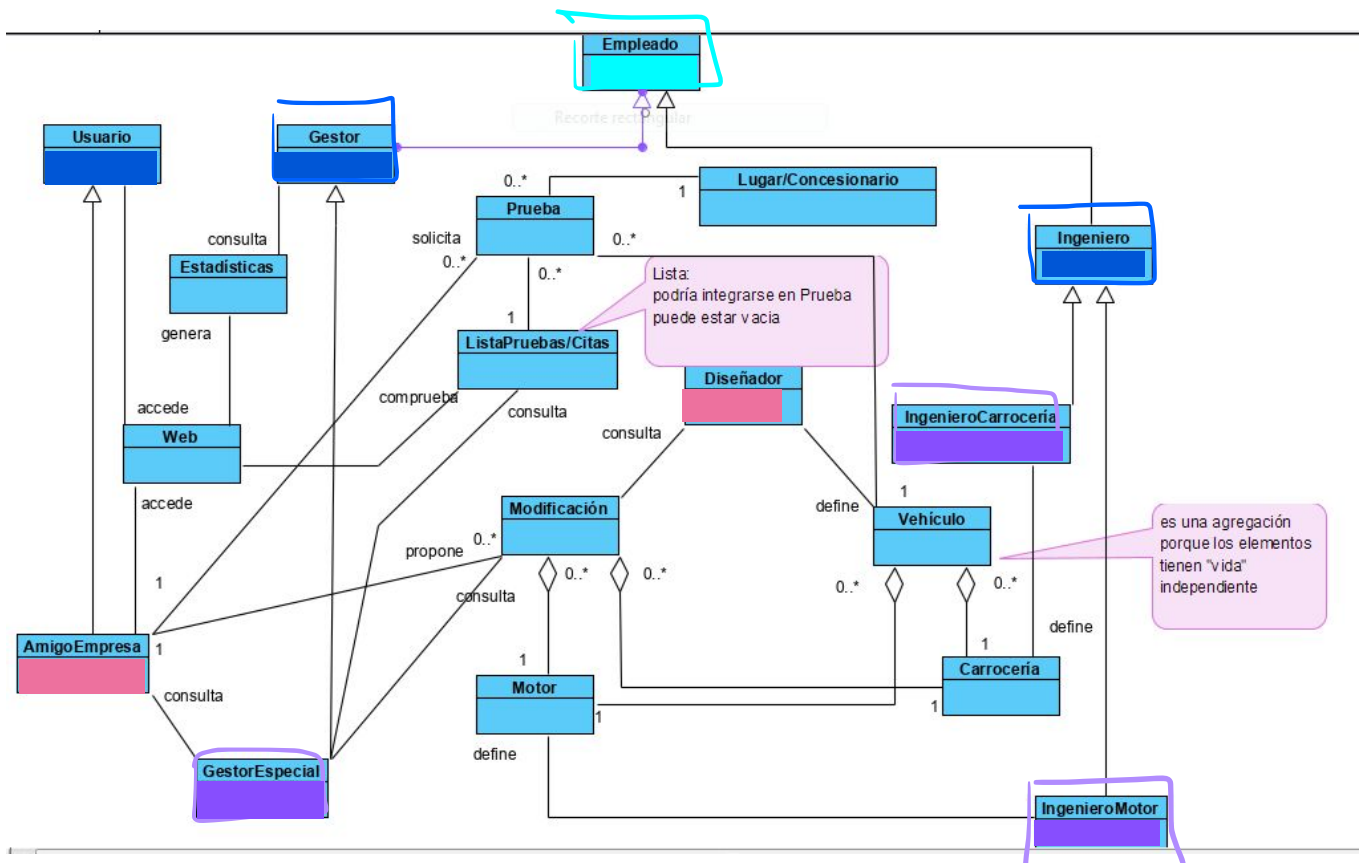 Empleado
Recorte rectangular
Usuario
Gestor
Lugar/Concesionario
0..*
1
Prueba
solicita
0..*
0..*
0..*
Ingeniero
consulta
Estadísticas
Lista:
podría integrarse en Prueba
puede estar vacia
genera
1
ListaPruebas/Citas
Diseñador
comprueba
consulta
accede
IngenieroCarrocería
Web
consulta
accede
1
define
Vehículo
Modificación
es una agregación
porque los elementos
tienen "vida"
independiente
0..*
propone
0..*
0..*
0..*
0..*
1
consulta
define
AmigoEmpresa
1
1
1
Motor
Carrocería
consulta
1
1
define
GestorEspecial
IngenieroMotor